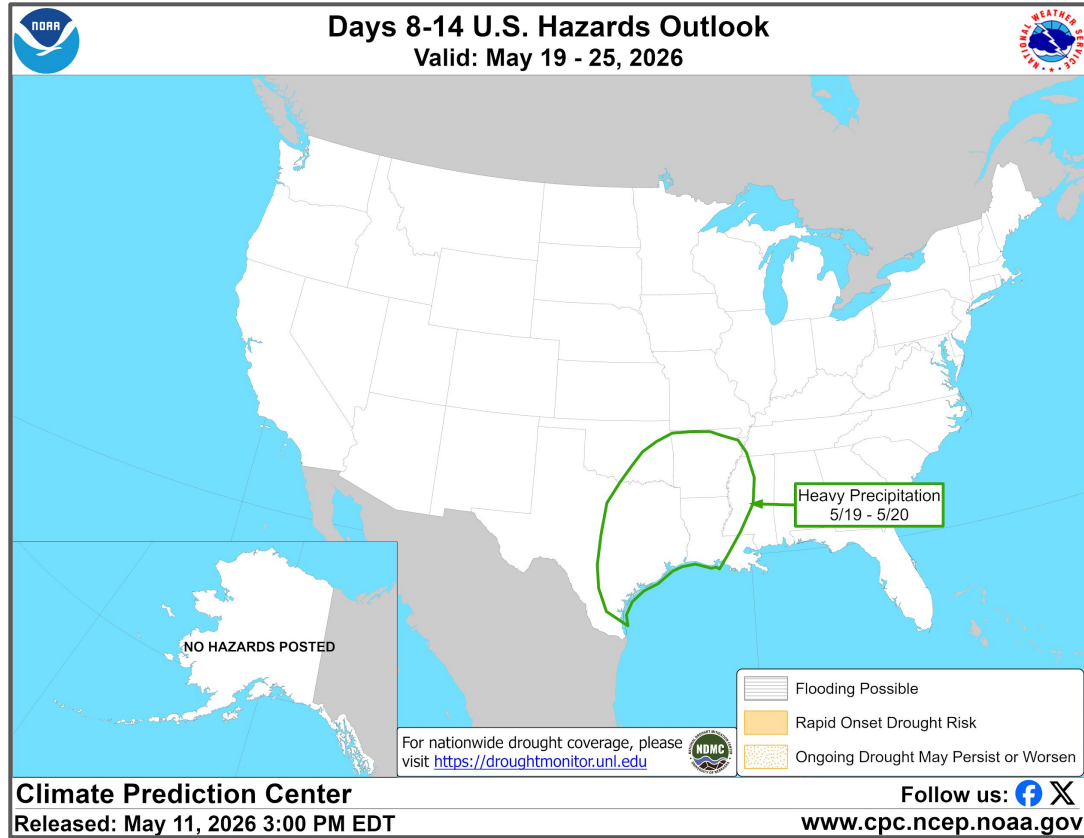 NOAA
Days 8-14 U.S. Hazards Outlook
Valid: May 19 - 25, 2026
NATIONAL WEATHER SERVICE
Heavy Precipitation
5/19 - 5/20
NO HAZARDS POSTED
For nationwide drought coverage, please
visit https://droughtmonitor.unl.edu
NDMC
Flooding Possible
Rapid Onset Drought Risk
Ongoing Drought May Persist or Worsen
Climate Prediction Center
Follow us:
Released: May 11, 2026 3:00 PM EDT
www.cpc.ncep.noaa.gov